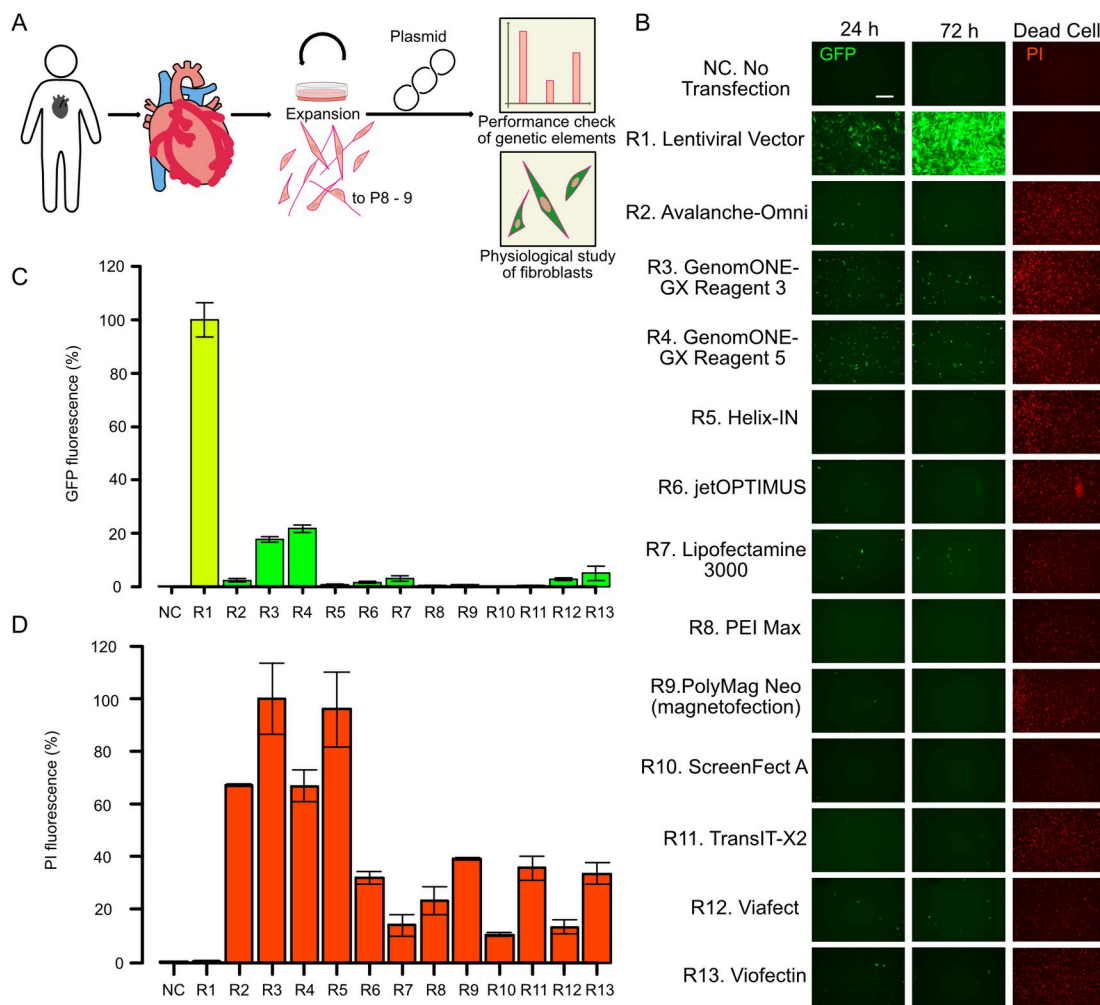 A
Plasmid
Expansion
to P8 - 9
Performance check
of genetic elements
Physiological study
of fibroblasts
B
24 h
72 h
Dead Cell
GFP
PI
NC. No
Transfection
R1. Lentiviral Vector
R2. Avalanche-Omni
R3. GenomONE-
GX Reagent 3
R4. GenomONE-
GX Reagent 5
R5. Helix-IN
R6. jetOPTIMUS
R7. Lipofectamine
3000
R8. PEI Max
R9.PolyMag Neo
(magnetofection)
R10. ScreenFect A
R11. TransIT-X2
R12. Viafect
R13. Viofectin
C
GFP fluorescence (%)
120
100
80
60
40
20
0
NC R1 R2 R3 R4 R5 R6 R7 R8 R9 R10 R11 R12 R13
D
PI fluorescence (%)
120
100
80
60
40
20
0
NC R1 R2 R3 R4 R5 R6 R7 R8 R9 R10 R11 R12 R13